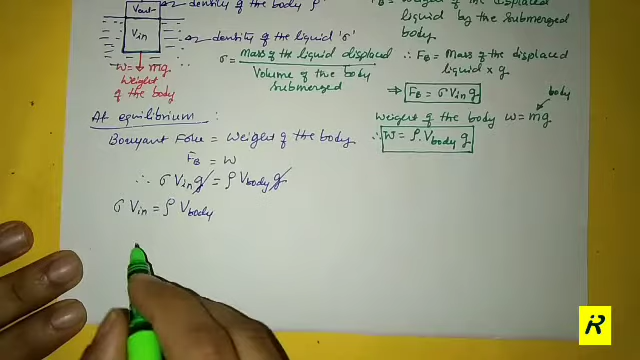 density of the body ρ
Vout
Vin
density of the liquid 'σ'
W = mg
Weight
of the body
σ = Mass of the liquid displaced
Volume of the body
submerged
liquid by the submerged
body
∴ FB = Mass of the displaced
liquid × g
⇒ FB = σ Vin g
body
Weight of the body W = mg
∴ W = ρ. Vbody g
At equilibrium :
Bouyant Force = Weight of the body
FB = W
∴ σ Vin g = ρ Vbody g
σ Vin = ρ Vbody
R